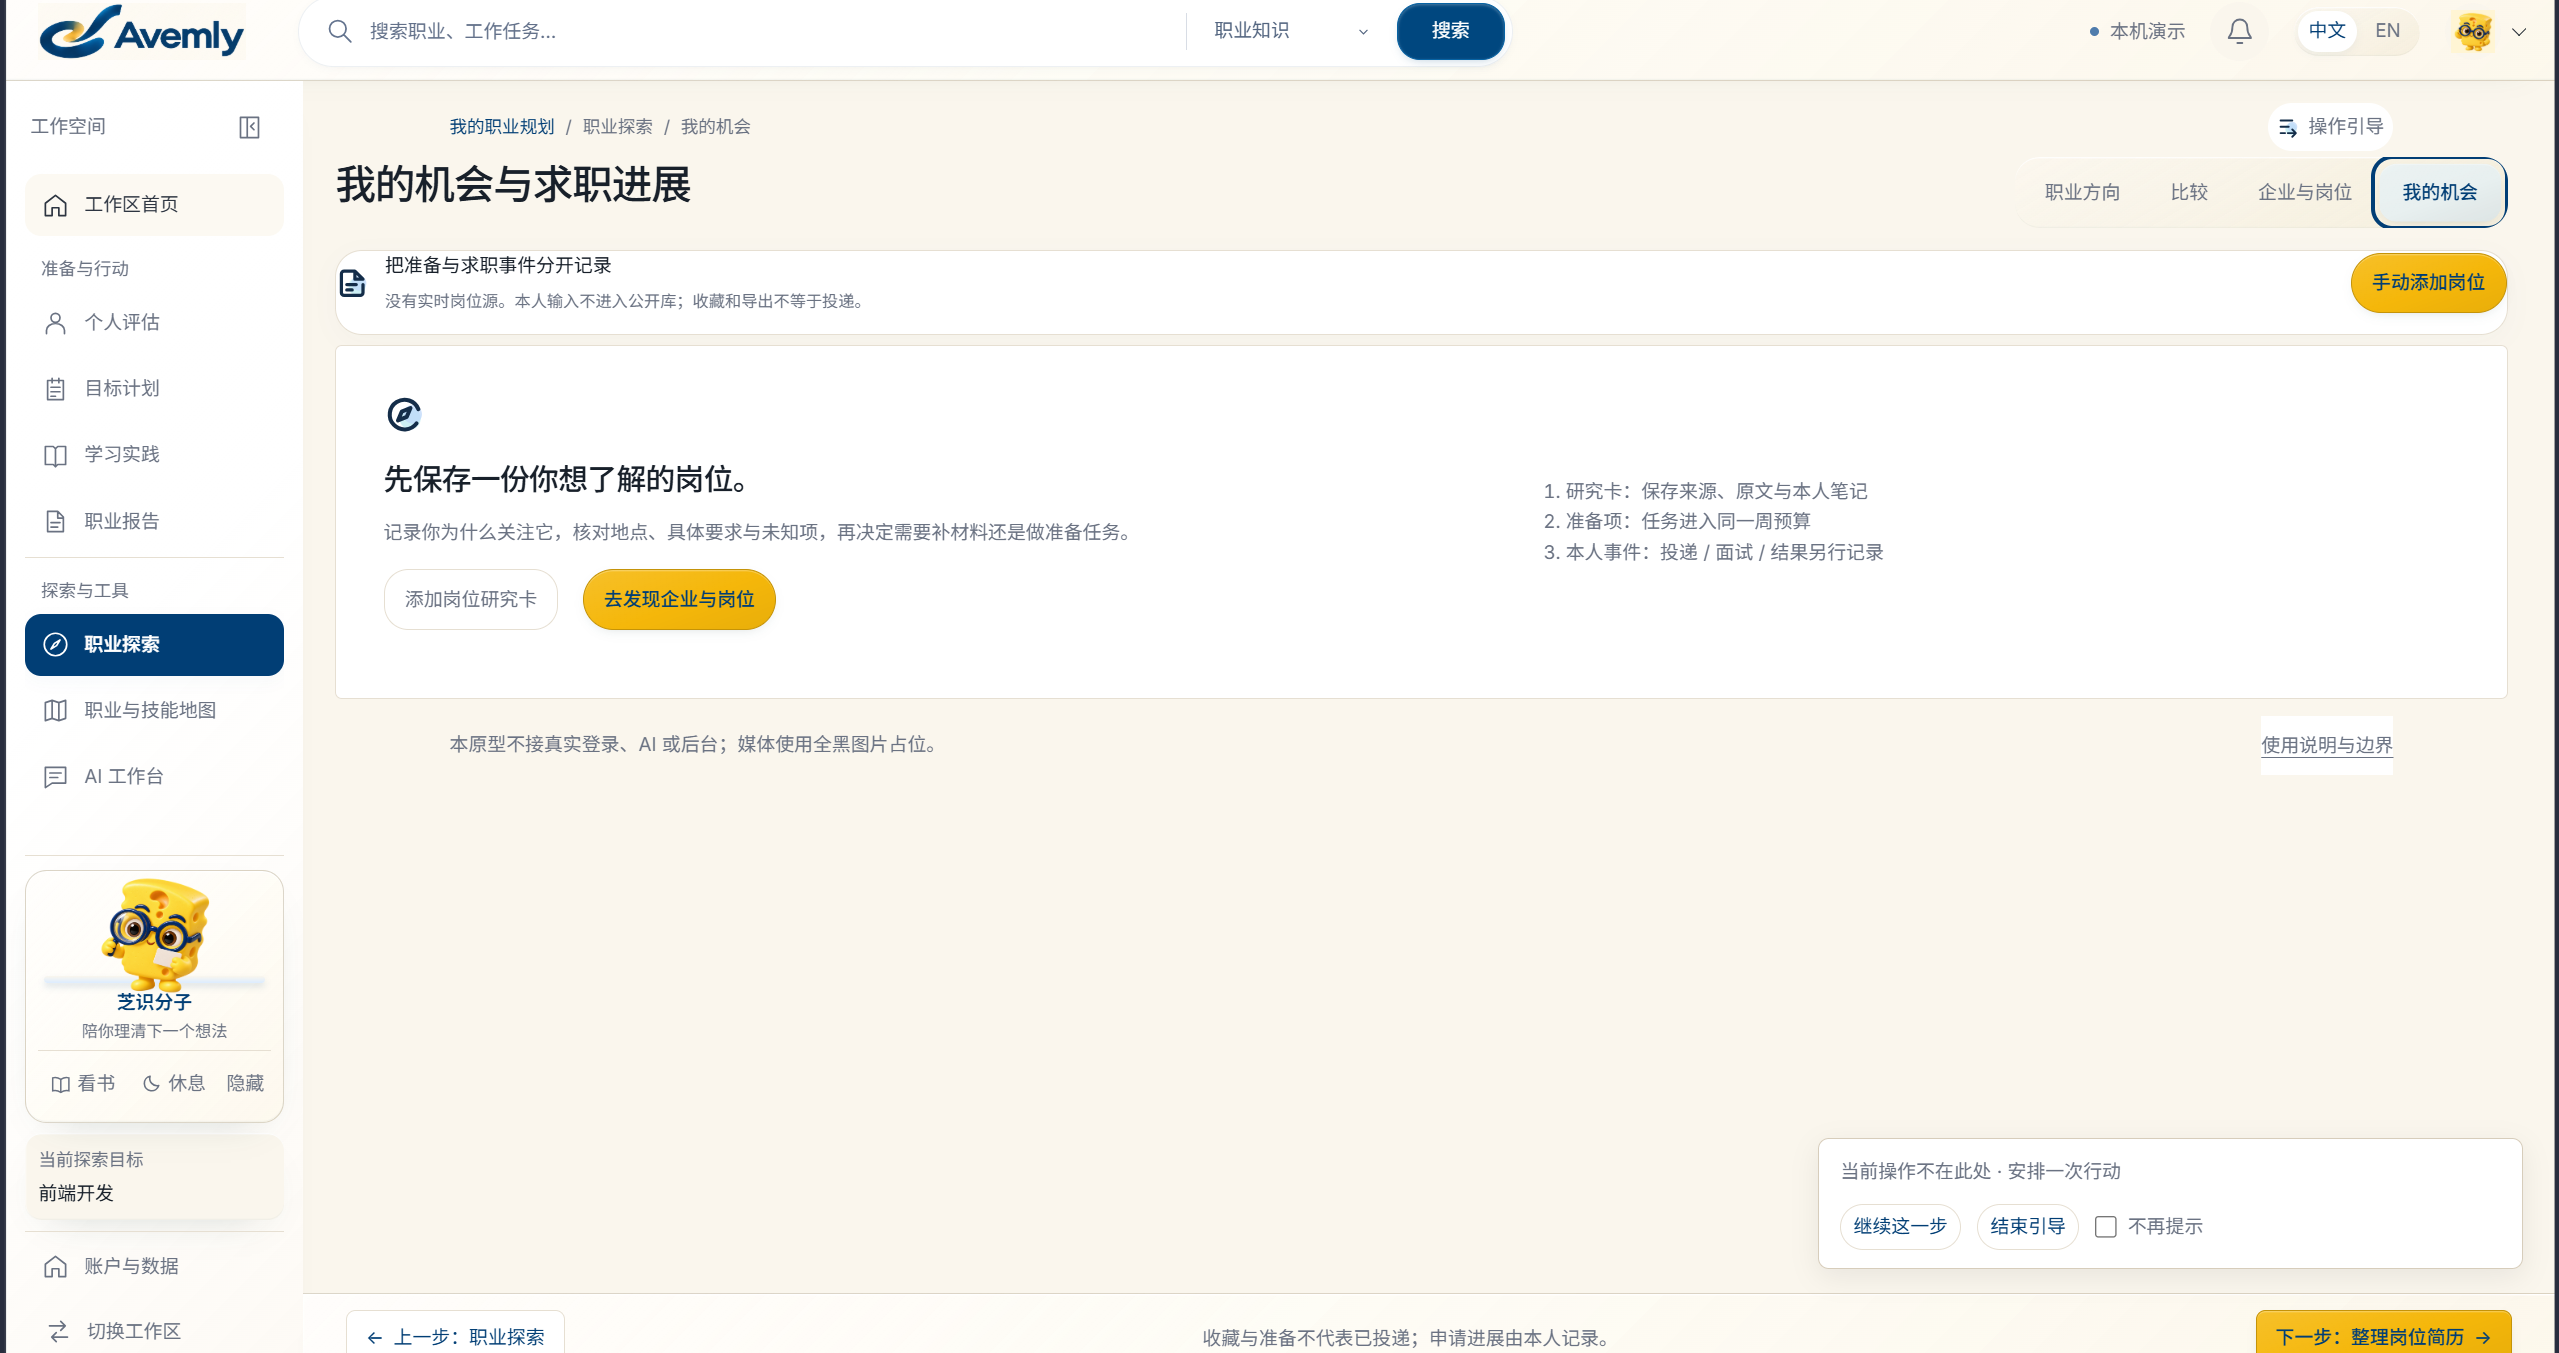 Avemly
搜索职业、工作任务...
职业知识
搜索
本机演示
中文
EN
工作空间
工作区首页
准备与行动
个人评估
目标计划
学习实践
职业报告
探索与工具
职业探索
职业与技能地图
AI 工作台
芝识分子
陪你理清下一个想法
看书
休息
隐藏
当前探索目标
前端开发
账户与数据
切换工作区
我的职业规划 / 职业探索 / 我的机会
操作引导
我的机会与求职进展
职业方向
比较
企业与岗位
我的机会
把准备与求职事件分开记录
没有实时岗位源。本人输入不进入公开库；收藏和导出不等于投递。
手动添加岗位
先保存一份你想了解的岗位。
记录你为什么关注它，核对地点、具体要求与未知项，再决定需要补材料还是做准备任务。
添加岗位研究卡
去发现企业与岗位
1. 研究卡：保存来源、原文与本人笔记
2. 准备项：任务进入同一周预算
3. 本人事件：投递 / 面试 / 结果另行记录
本原型不接真实登录、AI 或后台；媒体使用全黑图片占位。
使用说明与边界
当前操作不在此处 · 安排一次行动
继续这一步
结束引导
不再提示
← 上一步：职业探索
收藏与准备不代表已投递；申请进展由本人记录。
下一步：整理岗位简历 →